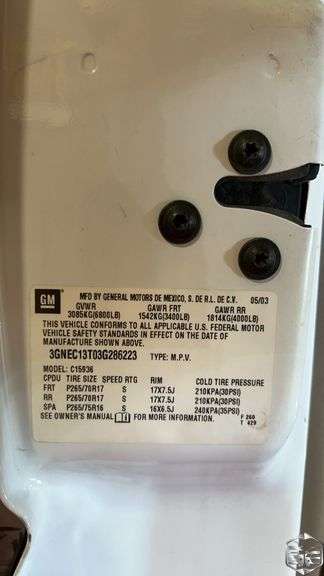 GM
MFD BY GENERAL MOTORS DE MEXICO, S. DE R.L. DE C.V. 05/03
GVWR GAWR FRT GAWR RR
3085KG(6800LB) 1542KG(3400LB) 1814KG(4000LB)
THIS VEHICLE CONFORMS TO ALL APPLICABLE U.S. FEDERAL MOTOR
VEHICLE SAFETY STANDARDS IN EFFECT ON THE DATE OF
MANUFACTURE SHOWN ABOVE.
3GNEC13T03G286223 TYPE: M.P.V.
MODEL: C15936
CPDU TIRE SIZE SPEED RTG RIM COLD TIRE PRESSURE
FRT P265/70R17 S 17X7.5J 210KPA(30PSI)
RR P265/70R17 S 17X7.5J 210KPA(30PSI)
SPA P265/75R16 S 16X6.5J 240KPA(35PSI)
SEE OWNER'S MANUAL FOR MORE INFORMATION.
F 260
T 429